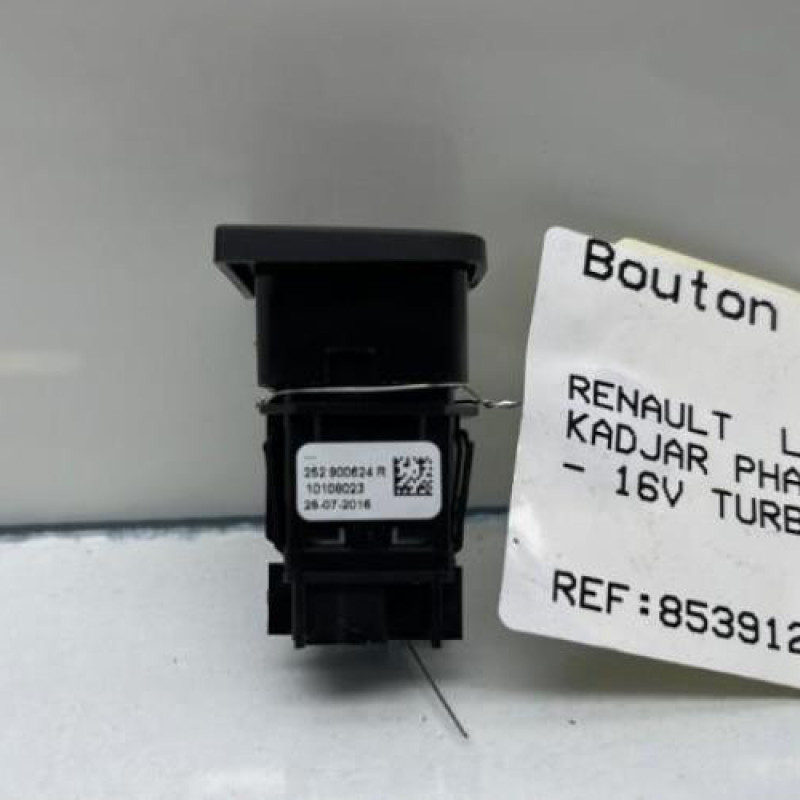 252 900624 R
10108023
26-07-2016
Bouton
RENAULT L
KADJAR PHA
- 16V TURB
REF:853912